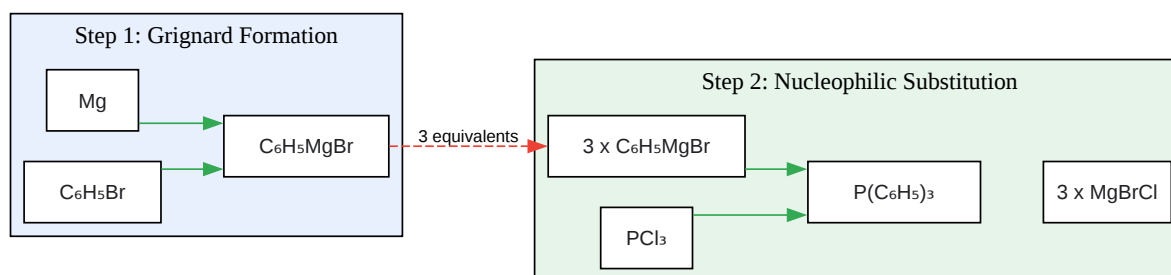 Step 1: Grignard Formation
Mg
C₆H₅Br
C₆H₅MgBr
3 equivalents
Step 2: Nucleophilic Substitution
3 x C₆H₅MgBr
PCl₃
P(C₆H₅)₃
3 x MgBrCl